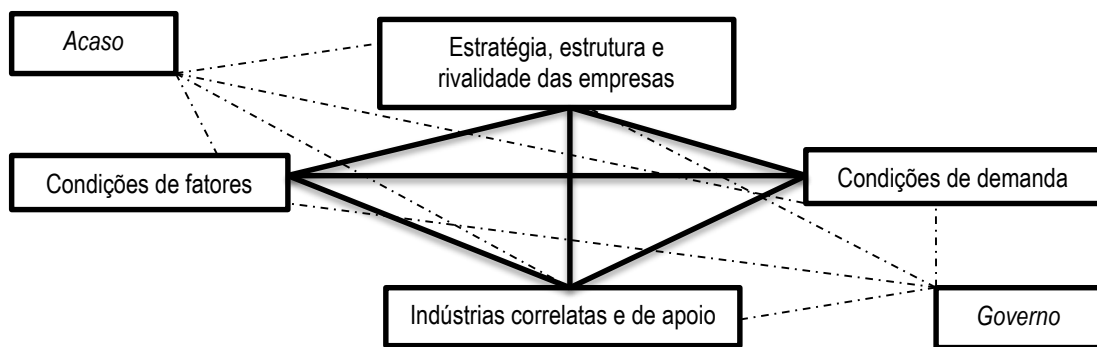 Acaso
Estratégia, estrutura e
rivalidade das empresas
Condições de fatores
Condições de demanda
Indústrias correlatas e de apoio
Governo